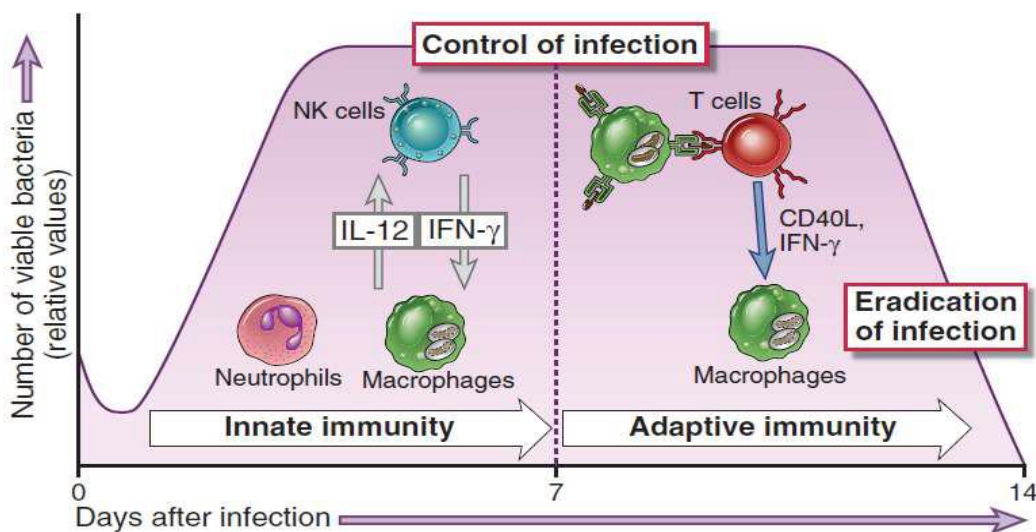 Number of viable bacteria
(relative values)
Control of infection
NK cells
T cells
IL-12
IFN-γ
CD40L,
IFN-γ
Eradication
of infection
Neutrophils
Macrophages
Macrophages
Innate immunity
Adaptive immunity
0
7
14
Days after infection